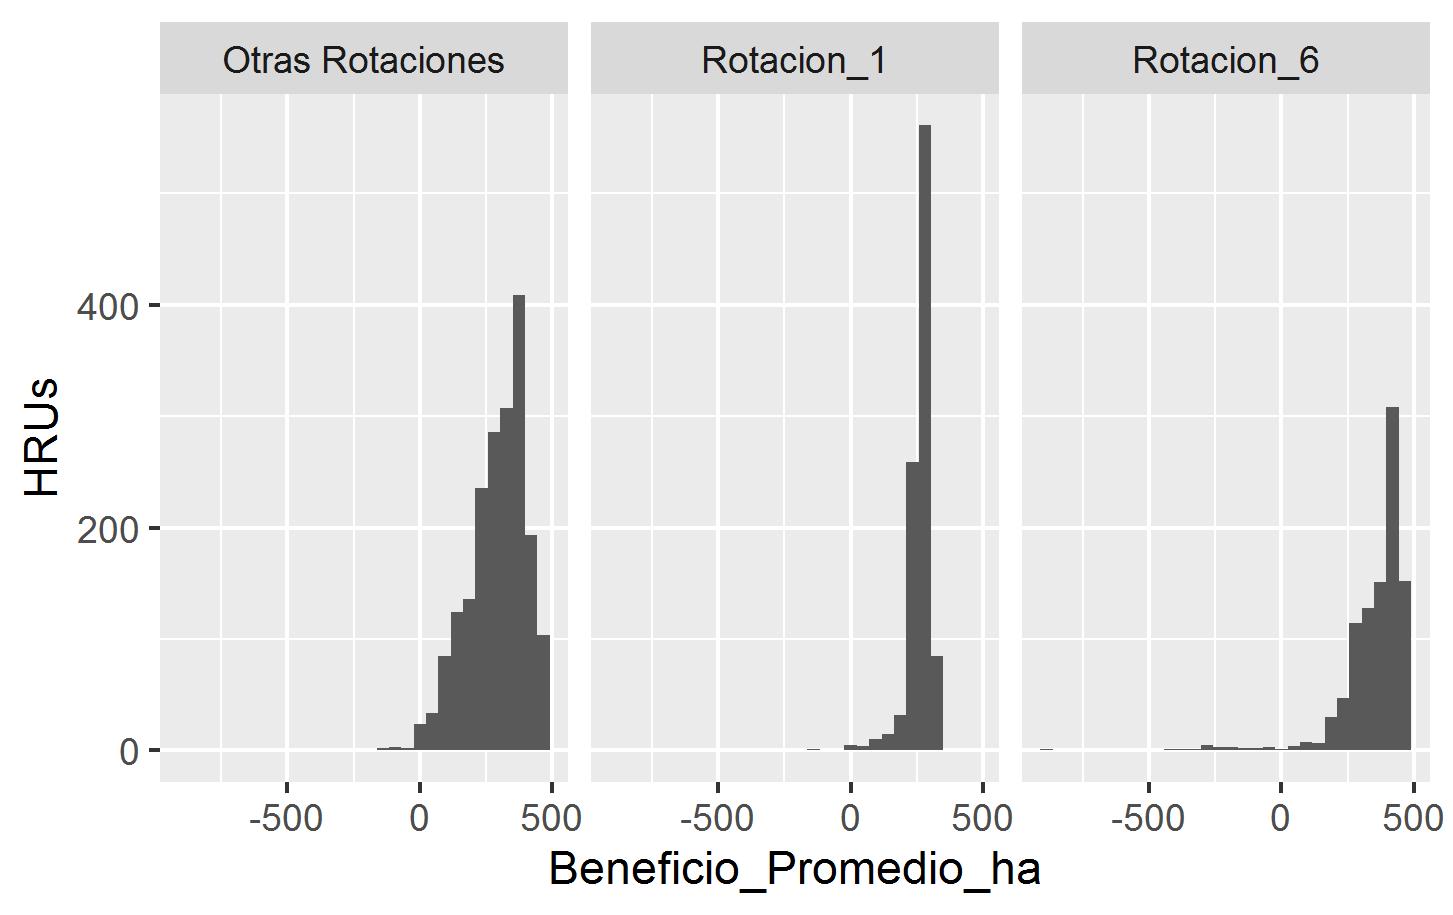 Otras Rotaciones Rotacion_1 Rotacion_6
HRUs
400
200
0
-500 0 500 -500 0 500 -500 0 500
Beneficio_Promedio_ha